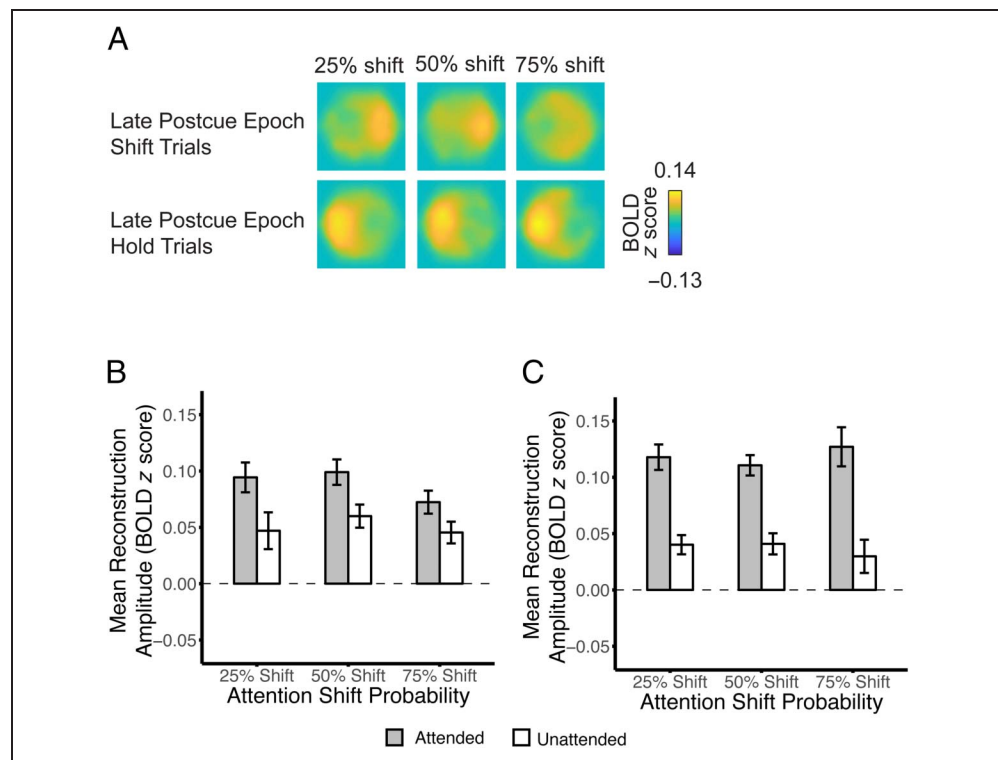 A
25% shift 50% shift 75% shift
Late Postcue Epoch
Shift Trials
Late Postcue Epoch
Hold Trials
0.14
BOLD
z score
−0.13
B
Mean Reconstruction
Amplitude (BOLD z score)
0.15
0.10
0.05
0.00
−0.05
25% Shift 50% Shift 75% Shift
Attention Shift Probability
C
Mean Reconstruction
Amplitude (BOLD z score)
0.15
0.10
0.05
0.00
−0.05
25% Shift 50% Shift 75% Shift
Attention Shift Probability
Attended Unattended